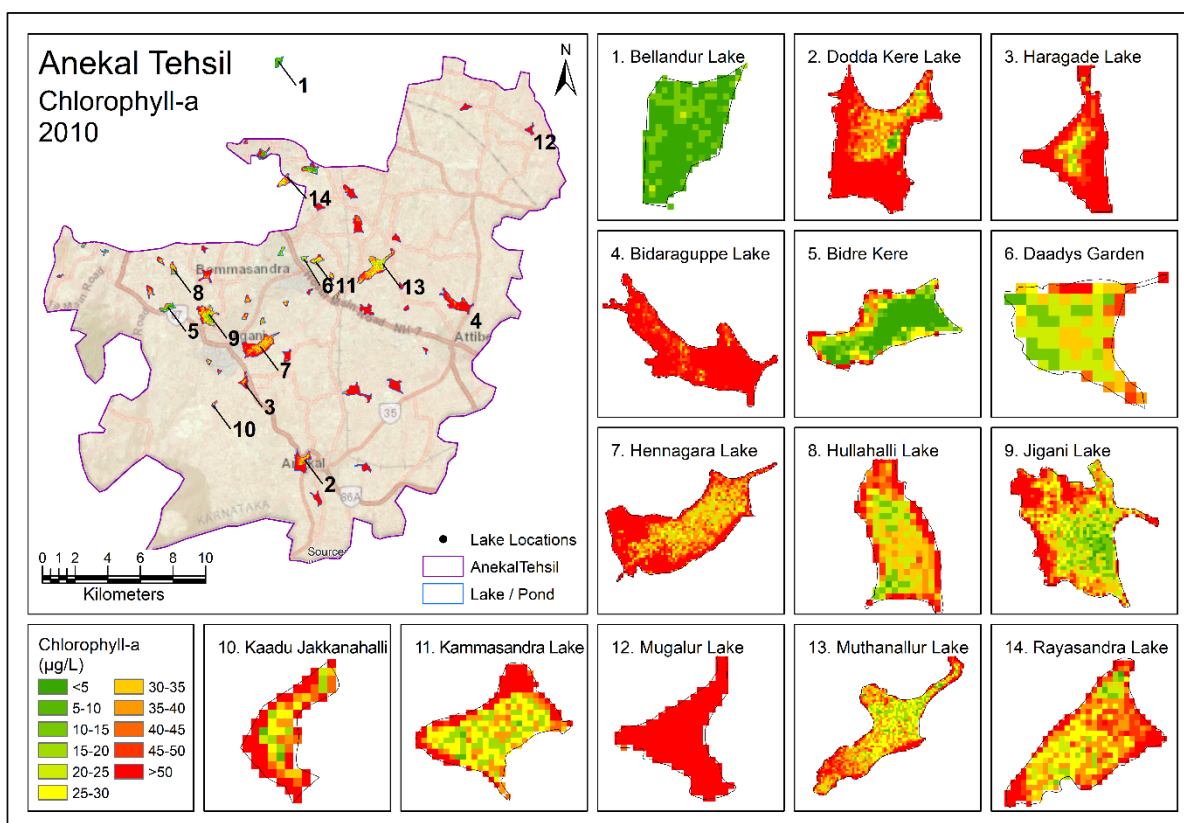 Anekal Tehsil
Chlorophyll-a
2010
N
1
12
14
Bommasandra
8
6
11
13
5
9
4
Attibe
7
NH 7
3
35
10
Anekal
2
86A
KARNATAKA
Source
0 1 2 4 6 8 10
Kilometers
Lake Locations
AnekalTehsil
Lake / Pond
1. Bellandur Lake
2. Dodda Kere Lake
3. Haragade Lake
4. Bidaraguppe Lake
5. Bidre Kere
6. Daadys Garden
7. Hennagara Lake
8. Hullahalli Lake
9. Jigani Lake
Chlorophyll-a
(µg/L)
<5
5-10
10-15
15-20
20-25
25-30
30-35
35-40
40-45
45-50
>50
10. Kaadu Jakkanahalli
11. Kammasandra Lake
12. Mugalur Lake
13. Muthanallur Lake
14. Rayasandra Lake